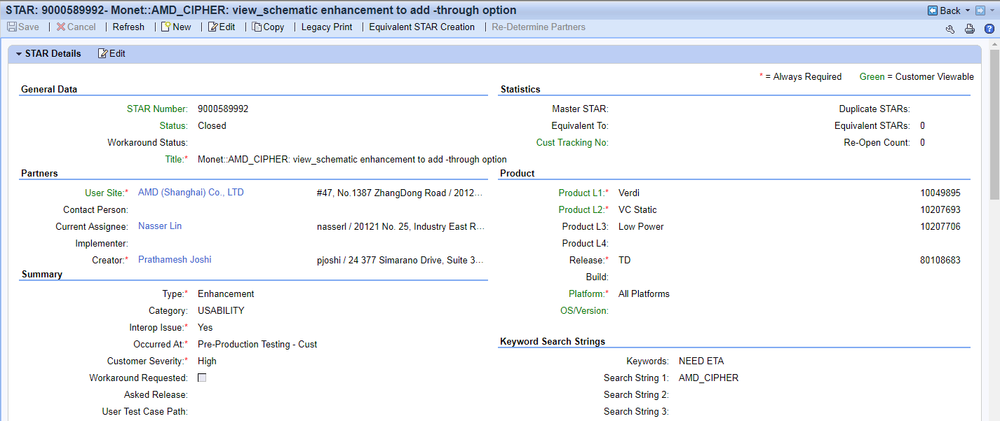 STAR: 9000589992- Monet::AMD_CIPHER: view_schematic enhancement to add -through option
Back
Save | Cancel | Refresh | New | Edit | Copy | Legacy Print | Equivalent STAR Creation | Re-Determine Partners
STAR Details Edit
* = Always Required Green = Customer Viewable
General Data
STAR Number: 9000589992
Status: Closed
Workaround Status:
Title:* Monet::AMD_CIPHER: view_schematic enhancement to add -through option
Statistics
Master STAR: Duplicate STARs:
Equivalent To: Equivalent STARs: 0
Cust Tracking No: Re-Open Count: 0
Partners
User Site:* AMD (Shanghai) Co., LTD #47, No.1387 ZhangDong Road / 2012...
Contact Person:
Current Assignee: Nasser Lin nasserl / 20121 No. 25, Industry East R...
Implementer:
Creator:* Prathamesh Joshi pjoshi / 24 377 Simarano Drive, Suite 3...
Product
Product L1:* Verdi 10049895
Product L2:* VC Static 10207693
Product L3: Low Power 10207706
Product L4:
Release:* TD 80108683
Build:
Platform:* All Platforms
OS/Version:
Summary
Type:* Enhancement
Category: USABILITY
Interop Issue:* Yes
Occurred At:* Pre-Production Testing - Cust
Customer Severity:* High
Workaround Requested:
Asked Release:
User Test Case Path:
Keyword Search Strings
Keywords: NEED ETA
Search String 1: AMD_CIPHER
Search String 2:
Search String 3: